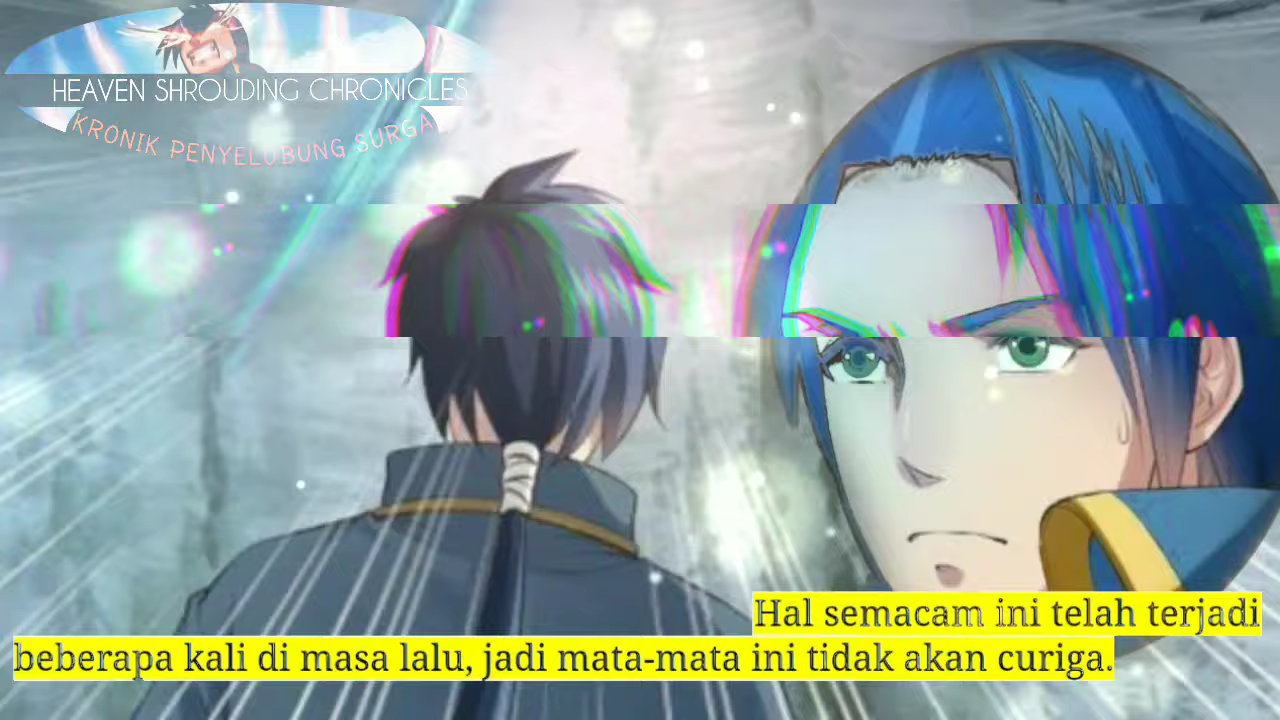 HEAVEN SHROUDING CHRONICLES
KRONIK PENYELUBUNG SURGA
Hal semacam ini telah terjadi
beberapa kali di masa lalu, jadi mata-mata ini tidak akan curiga.